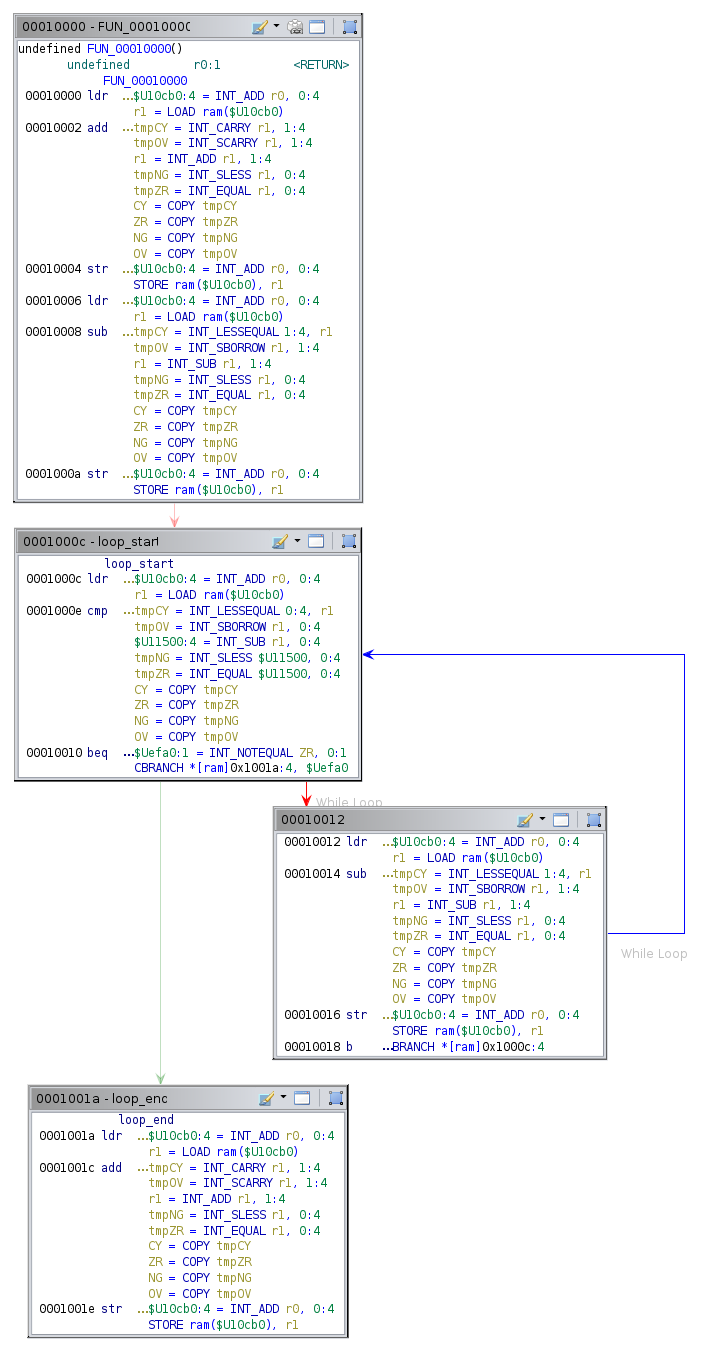 00010000 - FUN_0001000C
undefined FUN_00010000()
undefined r0:1 <RETURN>
FUN_00010000
00010000 ldr ...$U10cb0:4 = INT_ADD r0, 0:4
r1 = LOAD ram($U10cb0)
00010002 add ...tmpCY = INT_CARRY r1, 1:4
tmpOV = INT_SCARRY r1, 1:4
r1 = INT_ADD r1, 1:4
tmpNG = INT_SLESS r1, 0:4
tmpZR = INT_EQUAL r1, 0:4
CY = COPY tmpCY
ZR = COPY tmpZR
NG = COPY tmpNG
OV = COPY tmpOV
00010004 str ...$U10cb0:4 = INT_ADD r0, 0:4
STORE ram($U10cb0), r1
00010006 ldr ...$U10cb0:4 = INT_ADD r0, 0:4
r1 = LOAD ram($U10cb0)
00010008 sub ...tmpCY = INT_LESSEQUAL 1:4, r1
tmpOV = INT_SBORROW r1, 1:4
r1 = INT_SUB r1, 1:4
tmpNG = INT_SLESS r1, 0:4
tmpZR = INT_EQUAL r1, 0:4
CY = COPY tmpCY
ZR = COPY tmpZR
NG = COPY tmpNG
OV = COPY tmpOV
0001000a str ...$U10cb0:4 = INT_ADD r0, 0:4
STORE ram($U10cb0), r1
0001000c - loop_start
loop_start
0001000c ldr ...$U10cb0:4 = INT_ADD r0, 0:4
r1 = LOAD ram($U10cb0)
0001000e cmp ...tmpCY = INT_LESSEQUAL 0:4, r1
tmpOV = INT_SBORROW r1, 0:4
$U11500:4 = INT_SUB r1, 0:4
tmpNG = INT_SLESS $U11500, 0:4
tmpZR = INT_EQUAL $U11500, 0:4
CY = COPY tmpCY
ZR = COPY tmpZR
NG = COPY tmpNG
OV = COPY tmpOV
00010010 beq ...$Uefa0:1 = INT_NOTEQUAL ZR, 0:1
CBRANCH *[ram]0x1001a:4, $Uefa0
While Loop
00010012
00010012 ldr ...$U10cb0:4 = INT_ADD r0, 0:4
r1 = LOAD ram($U10cb0)
00010014 sub ...tmpCY = INT_LESSEQUAL 1:4, r1
tmpOV = INT_SBORROW r1, 1:4
r1 = INT_SUB r1, 1:4
tmpNG = INT_SLESS r1, 0:4
tmpZR = INT_EQUAL r1, 0:4
CY = COPY tmpCY
ZR = COPY tmpZR
NG = COPY tmpNG
OV = COPY tmpOV
00010016 str ...$U10cb0:4 = INT_ADD r0, 0:4
STORE ram($U10cb0), r1
00010018 b ...BRANCH *[ram]0x1000c:4
While Loop
0001001a - loop_end
loop_end
0001001a ldr ...$U10cb0:4 = INT_ADD r0, 0:4
r1 = LOAD ram($U10cb0)
0001001c add ...tmpCY = INT_CARRY r1, 1:4
tmpOV = INT_SCARRY r1, 1:4
r1 = INT_ADD r1, 1:4
tmpNG = INT_SLESS r1, 0:4
tmpZR = INT_EQUAL r1, 0:4
CY = COPY tmpCY
ZR = COPY tmpZR
NG = COPY tmpNG
OV = COPY tmpOV
0001001e str ...$U10cb0:4 = INT_ADD r0, 0:4
STORE ram($U10cb0), r1